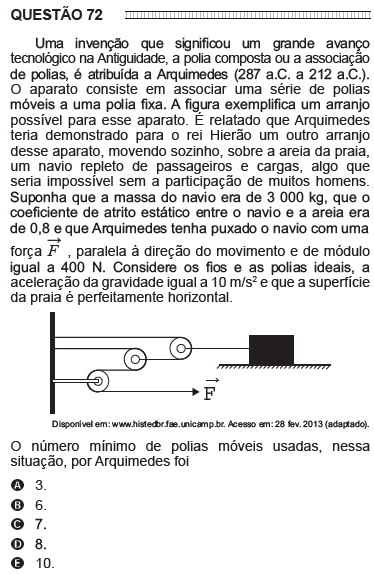 QUESTÃO 72
Uma invenção que significou um grande avanço
tecnológico na Antiguidade, a polia composta ou a associação
de polias, é atribuída a Arquimedes (287 a.C. a 212 a.C.).
O aparato consiste em associar uma série de polias
móveis a uma polia fixa. A figura exemplifica um arranjo
possível para esse aparato. É relatado que Arquimedes
teria demonstrado para o rei Hierão um outro arranjo
desse aparato, movendo sozinho, sobre a areia da praia,
um navio repleto de passageiros e cargas, algo que
seria impossível sem a participação de muitos homens.
Suponha que a massa do navio era de 3 000 kg, que o
coeficiente de atrito estático entre o navio e a areia era
de 0,8 e que Arquimedes tenha puxado o navio com uma
força F⃗ , paralela à direção do movimento e de módulo
igual a 400 N. Considere os fios e as polias ideais, a
aceleração da gravidade igual a 10 m/s² e que a superfície
da praia é perfeitamente horizontal.
F⃗
Disponível em: www.histedbr.fae.unicamp.br. Acesso em: 28 fev. 2013 (adaptado).
O número mínimo de polias móveis usadas, nessa
situação, por Arquimedes foi
A 3.
B 6.
C 7.
D 8.
E 10.